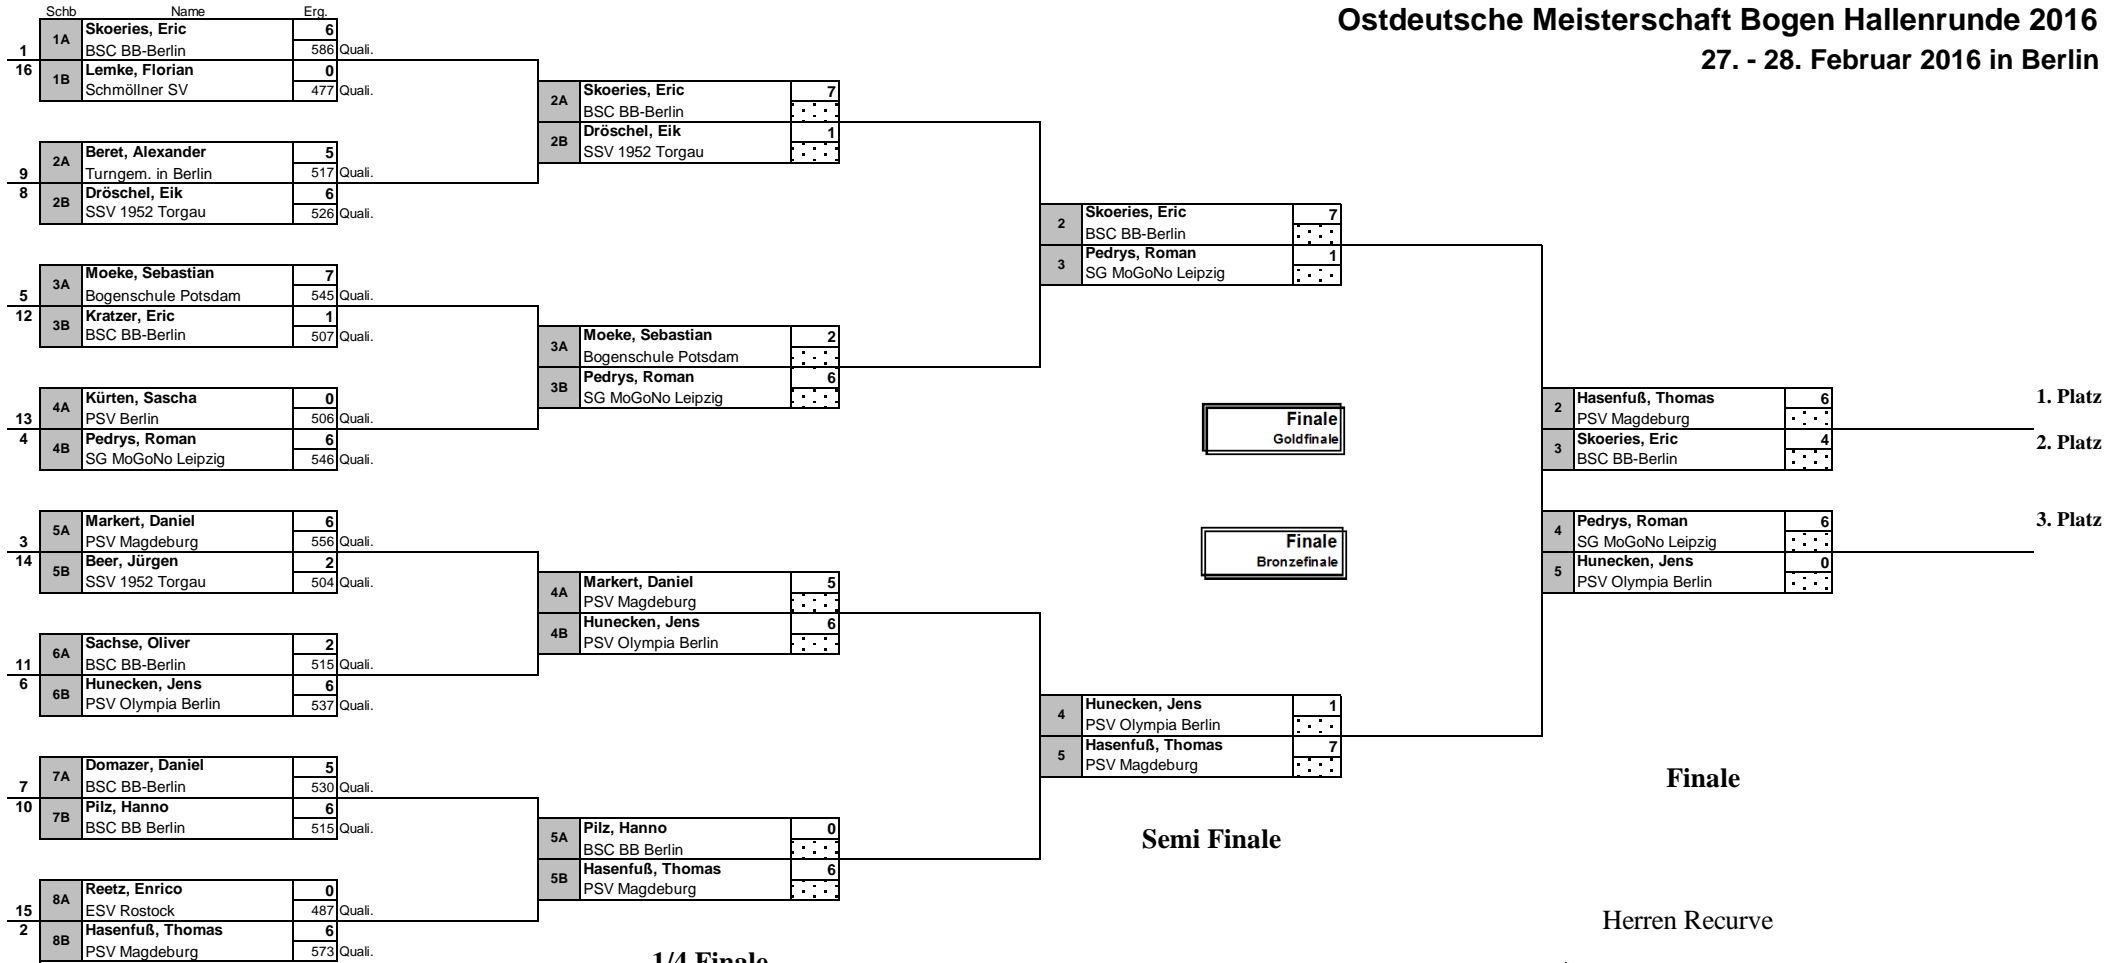 Ostdeutsche Meisterschaft Bogen Hallenrunde 2016
27. - 28. Februar 2016 in Berlin
Schb Name Erg.
1A Skoeries, Eric 6
1 BSC BB-Berlin 586 Quali.
16 1B Lemke, Florian 0
Schmöllner SV 477 Quali.
2A Beret, Alexander 5
9 Turngem. in Berlin 517 Quali.
8 2B Dröschel, Eik 6
SSV 1952 Torgau 526 Quali.
3A Moeke, Sebastian 7
5 Bogenschule Potsdam 545 Quali.
12 3B Kratzer, Eric 1
BSC BB-Berlin 507 Quali.
4A Kürten, Sascha 0
13 PSV Berlin 506 Quali.
4 4B Pedrys, Roman 6
SG MoGoNo Leipzig 546 Quali.
5A Markert, Daniel 6
3 PSV Magdeburg 556 Quali.
14 5B Beer, Jürgen 2
SSV 1952 Torgau 504 Quali.
6A Sachse, Oliver 2
11 BSC BB-Berlin 515 Quali.
6 6B Hunecken, Jens 6
PSV Olympia Berlin 537 Quali.
7A Domazer, Daniel 5
7 BSC BB-Berlin 530 Quali.
10 7B Pilz, Hanno 6
BSC BB Berlin 515 Quali.
8A Reetz, Enrico 0
15 ESV Rostock 487 Quali.
2 8B Hasenfuß, Thomas 6
PSV Magdeburg 573 Quali.
2A Skoeries, Eric 7
BSC BB-Berlin
2B Dröschel, Eik 1
SSV 1952 Torgau
3A Moeke, Sebastian 2
Bogenschule Potsdam
3B Pedrys, Roman 6
SG MoGoNo Leipzig
4A Markert, Daniel 5
PSV Magdeburg
4B Hunecken, Jens 6
PSV Olympia Berlin
5A Pilz, Hanno 0
BSC BB Berlin
5B Hasenfuß, Thomas 6
PSV Magdeburg
1/4 Finale
2 Skoeries, Eric 7
BSC BB-Berlin
3 Pedrys, Roman 1
SG MoGoNo Leipzig
Finale
Goldfinale
Finale
Bronzefinale
4 Hunecken, Jens 1
PSV Olympia Berlin
5 Hasenfuß, Thomas 7
PSV Magdeburg
Semi Finale
2 Hasenfuß, Thomas 6
PSV Magdeburg
3 Skoeries, Eric 4
BSC BB-Berlin
1. Platz
2. Platz
4 Pedrys, Roman 6
SG MoGoNo Leipzig
5 Hunecken, Jens 0
PSV Olympia Berlin
3. Platz
Finale
Herren Recurve